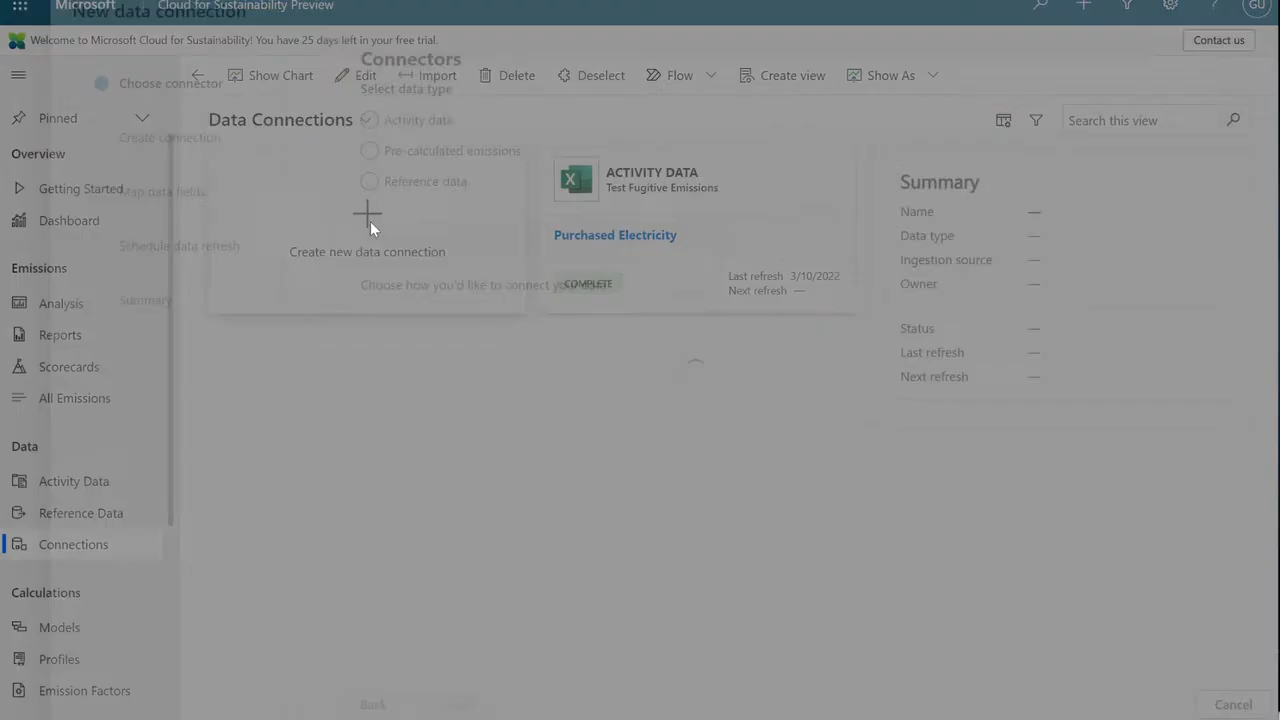 New data connection
Microsoft Cloud for Sustainability Preview GU
Welcome to Microsoft Cloud for Sustainability! You have 25 days left in your free trial. Contact us
Show Chart Edit Import Delete Deselect Flow Create view Show As
Choose connector
Create connection
Map data fields
Schedule data refresh
Summary
Connectors
Select data type
Activity data
Pre-calculated emissions
Reference data
Choose how you'd like to connect your
Pinned
Overview
Getting Started
Dashboard
Emissions
Analysis
Reports
Scorecards
All Emissions
Data
Activity Data
Reference Data
Connections
Calculations
Models
Profiles
Emission Factors
Data Connections
Search this view
Create new data connection
ACTIVITY DATA
Test Fugitive Emissions
Purchased Electricity
COMPLETE
Last refresh 3/10/2022
Next refresh —
Summary
Name —
Data type —
Ingestion source —
Owner —
Status —
Last refresh —
Next refresh —
Back
Cancel